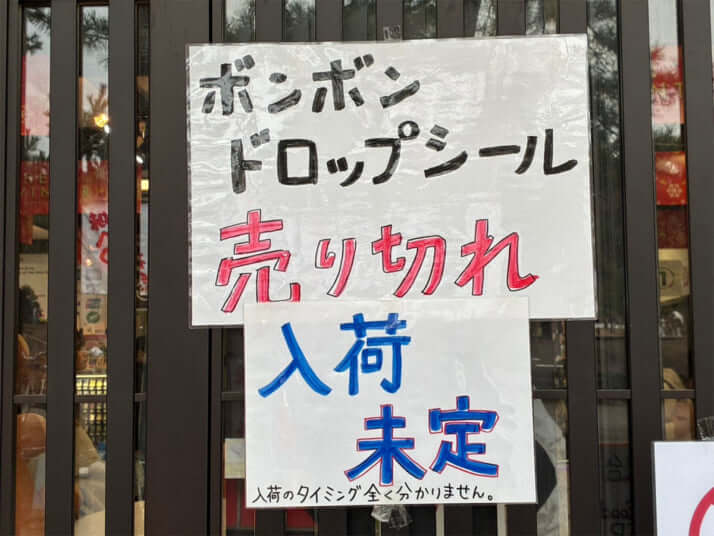 ボンボン
ドロップシール
売り切れ
入荷
未定
入荷のタイミング全く分かりません。